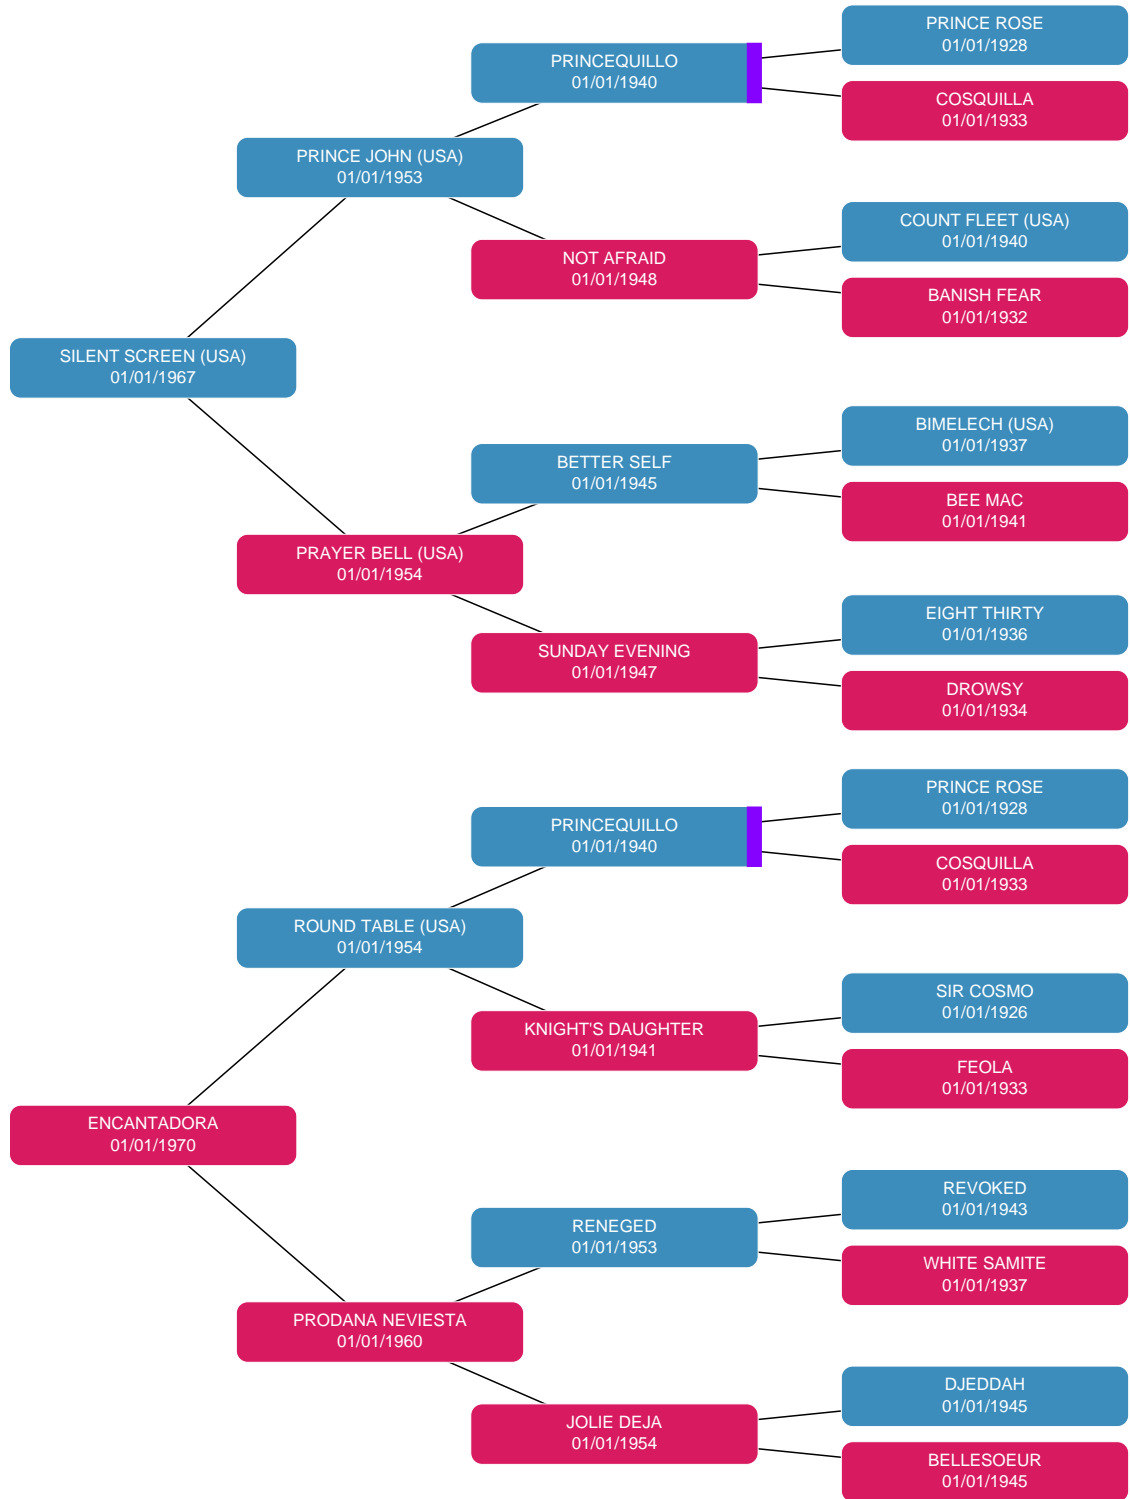 PRINCE ROSE
01/01/1928
PRINCEQUILLO
01/01/1940
COSQUILLA
01/01/1933
PRINCE JOHN (USA)
01/01/1953
COUNT FLEET (USA)
01/01/1940
NOT AFRAID
01/01/1948
BANISH FEAR
01/01/1932
SILENT SCREEN (USA)
01/01/1967
BIMELECH (USA)
01/01/1937
BETTER SELF
01/01/1945
BEE MAC
01/01/1941
PRAYER BELL (USA)
01/01/1954
EIGHT THIRTY
01/01/1936
SUNDAY EVENING
01/01/1947
DROWSY
01/01/1934
PRINCE ROSE
01/01/1928
PRINCEQUILLO
01/01/1940
COSQUILLA
01/01/1933
ROUND TABLE (USA)
01/01/1954
SIR COSMO
01/01/1926
KNIGHT'S DAUGHTER
01/01/1941
FEOLA
01/01/1933
ENCANTADORA
01/01/1970
REVOKED
01/01/1943
RENEGED
01/01/1953
WHITE SAMITE
01/01/1937
PRODANA NEVIESTA
01/01/1960
DJEDDAH
01/01/1945
JOLIE DEJA
01/01/1954
BELLESOEUR
01/01/1945